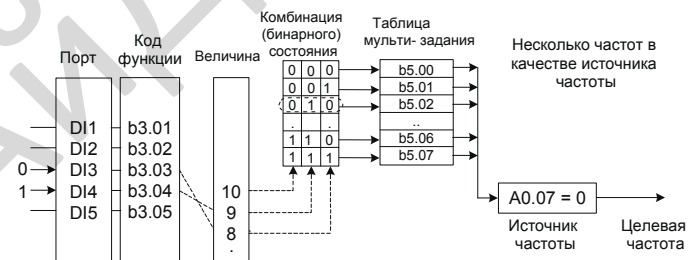 Порт
Код функции
Величина
Комбинация (бинарного) состояния
Таблица мульти- задания
Несколько частот в качестве источника частоты
DI1 b3.01
DI2 b3.02
0 DI3 b3.03
1 DI4 b3.04
DI5 b3.05
10
9
8
.
0 0 0 b5.00
0 0 1 b5.01
0 1 0 b5.02
. . . ..
1 1 0 b5.06
1 1 1 b5.07
A0.07 = 0
Источник частоты
Целевая частота